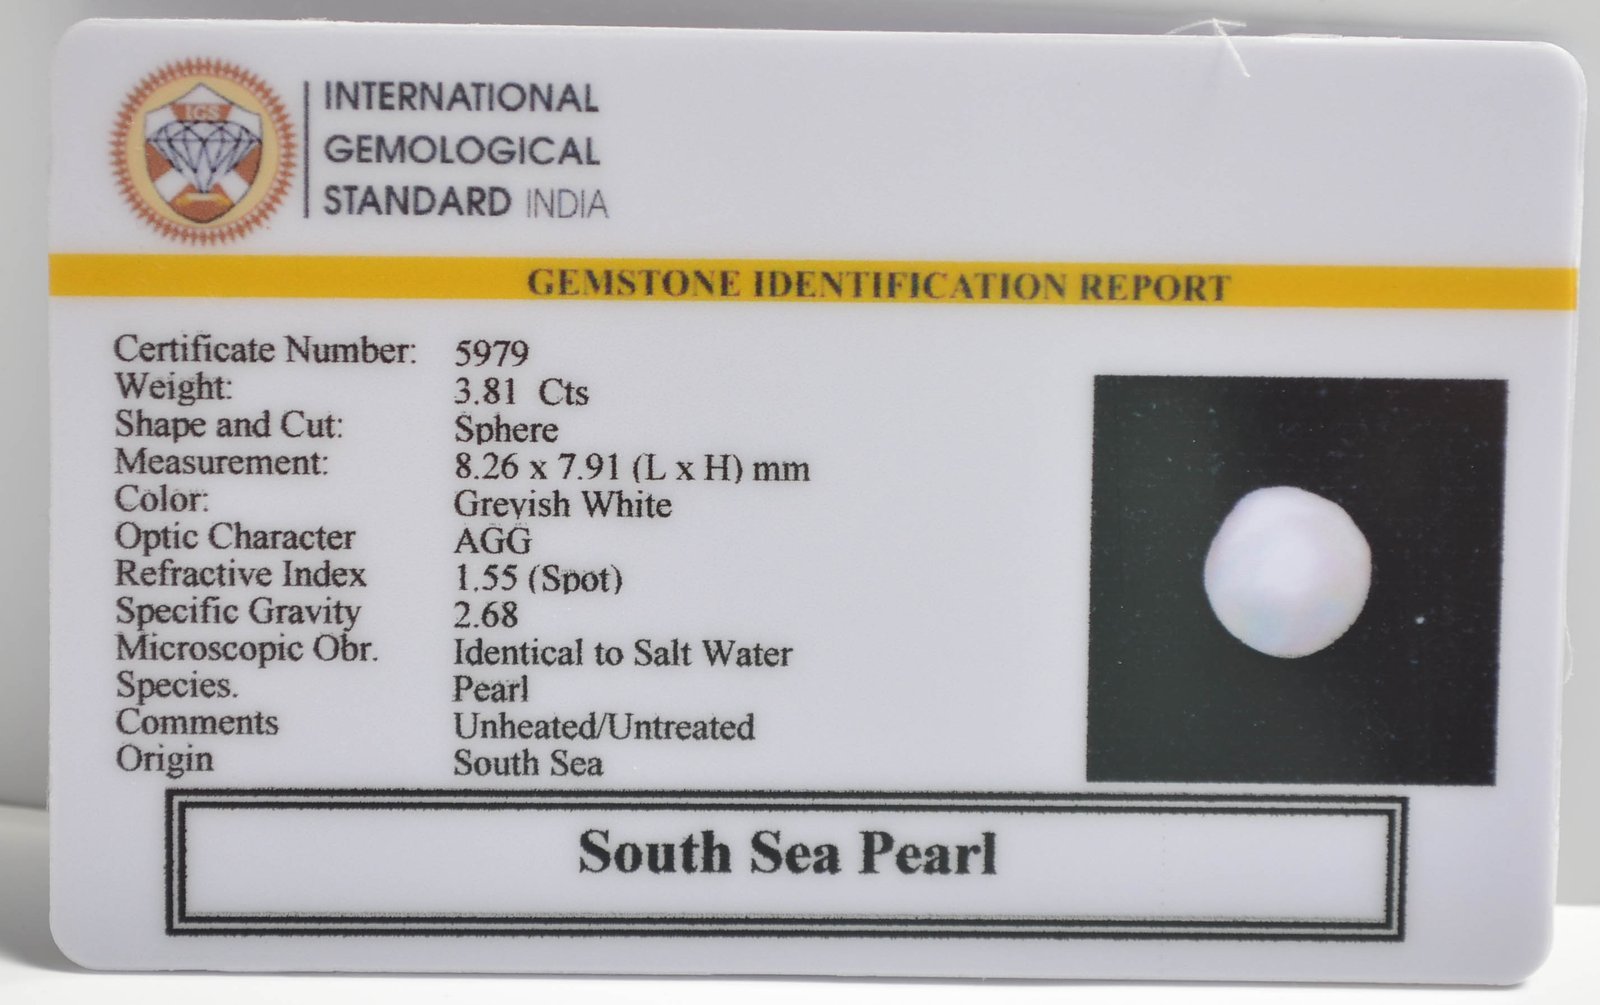 IGS
INTERNATIONAL
GEMOLOGICAL
STANDARD INDIA
GEMSTONE IDENTIFICATION REPORT
Certificate Number: 5979
Weight: 3.81 Cts
Shape and Cut: Sphere
Measurement: 8.26 x 7.91 (L x H) mm
Color: Greyish White
Optic Character AGG
Refractive Index 1.55 (Spot)
Specific Gravity 2.68
Microscopic Obr. Identical to Salt Water
Species. Pearl
Comments Unheated/Untreated
Origin South Sea
South Sea Pearl